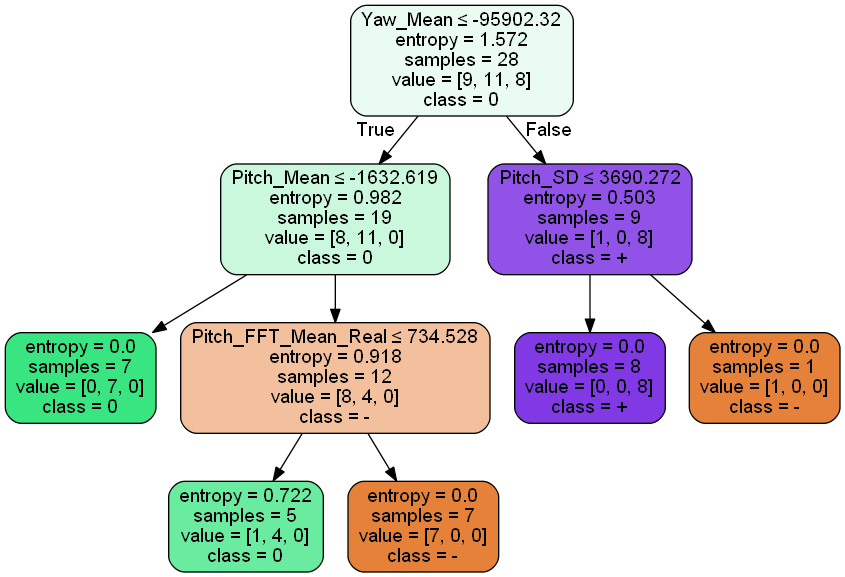 Yaw_Mean ≤ -95902.32
entropy = 1.572
samples = 28
value = [9, 11, 8]
class = 0
True
False
Pitch_Mean ≤ -1632.619
entropy = 0.982
samples = 19
value = [8, 11, 0]
class = 0
Pitch_SD ≤ 3690.272
entropy = 0.503
samples = 9
value = [1, 0, 8]
class = +
entropy = 0.0
samples = 7
value = [0, 7, 0]
class = 0
Pitch_FFT_Mean_Real ≤ 734.528
entropy = 0.918
samples = 12
value = [8, 4, 0]
class = -
entropy = 0.0
samples = 8
value = [0, 0, 8]
class = +
entropy = 0.0
samples = 1
value = [1, 0, 0]
class = -
entropy = 0.722
samples = 5
value = [1, 4, 0]
class = 0
entropy = 0.0
samples = 7
value = [7, 0, 0]
class = -